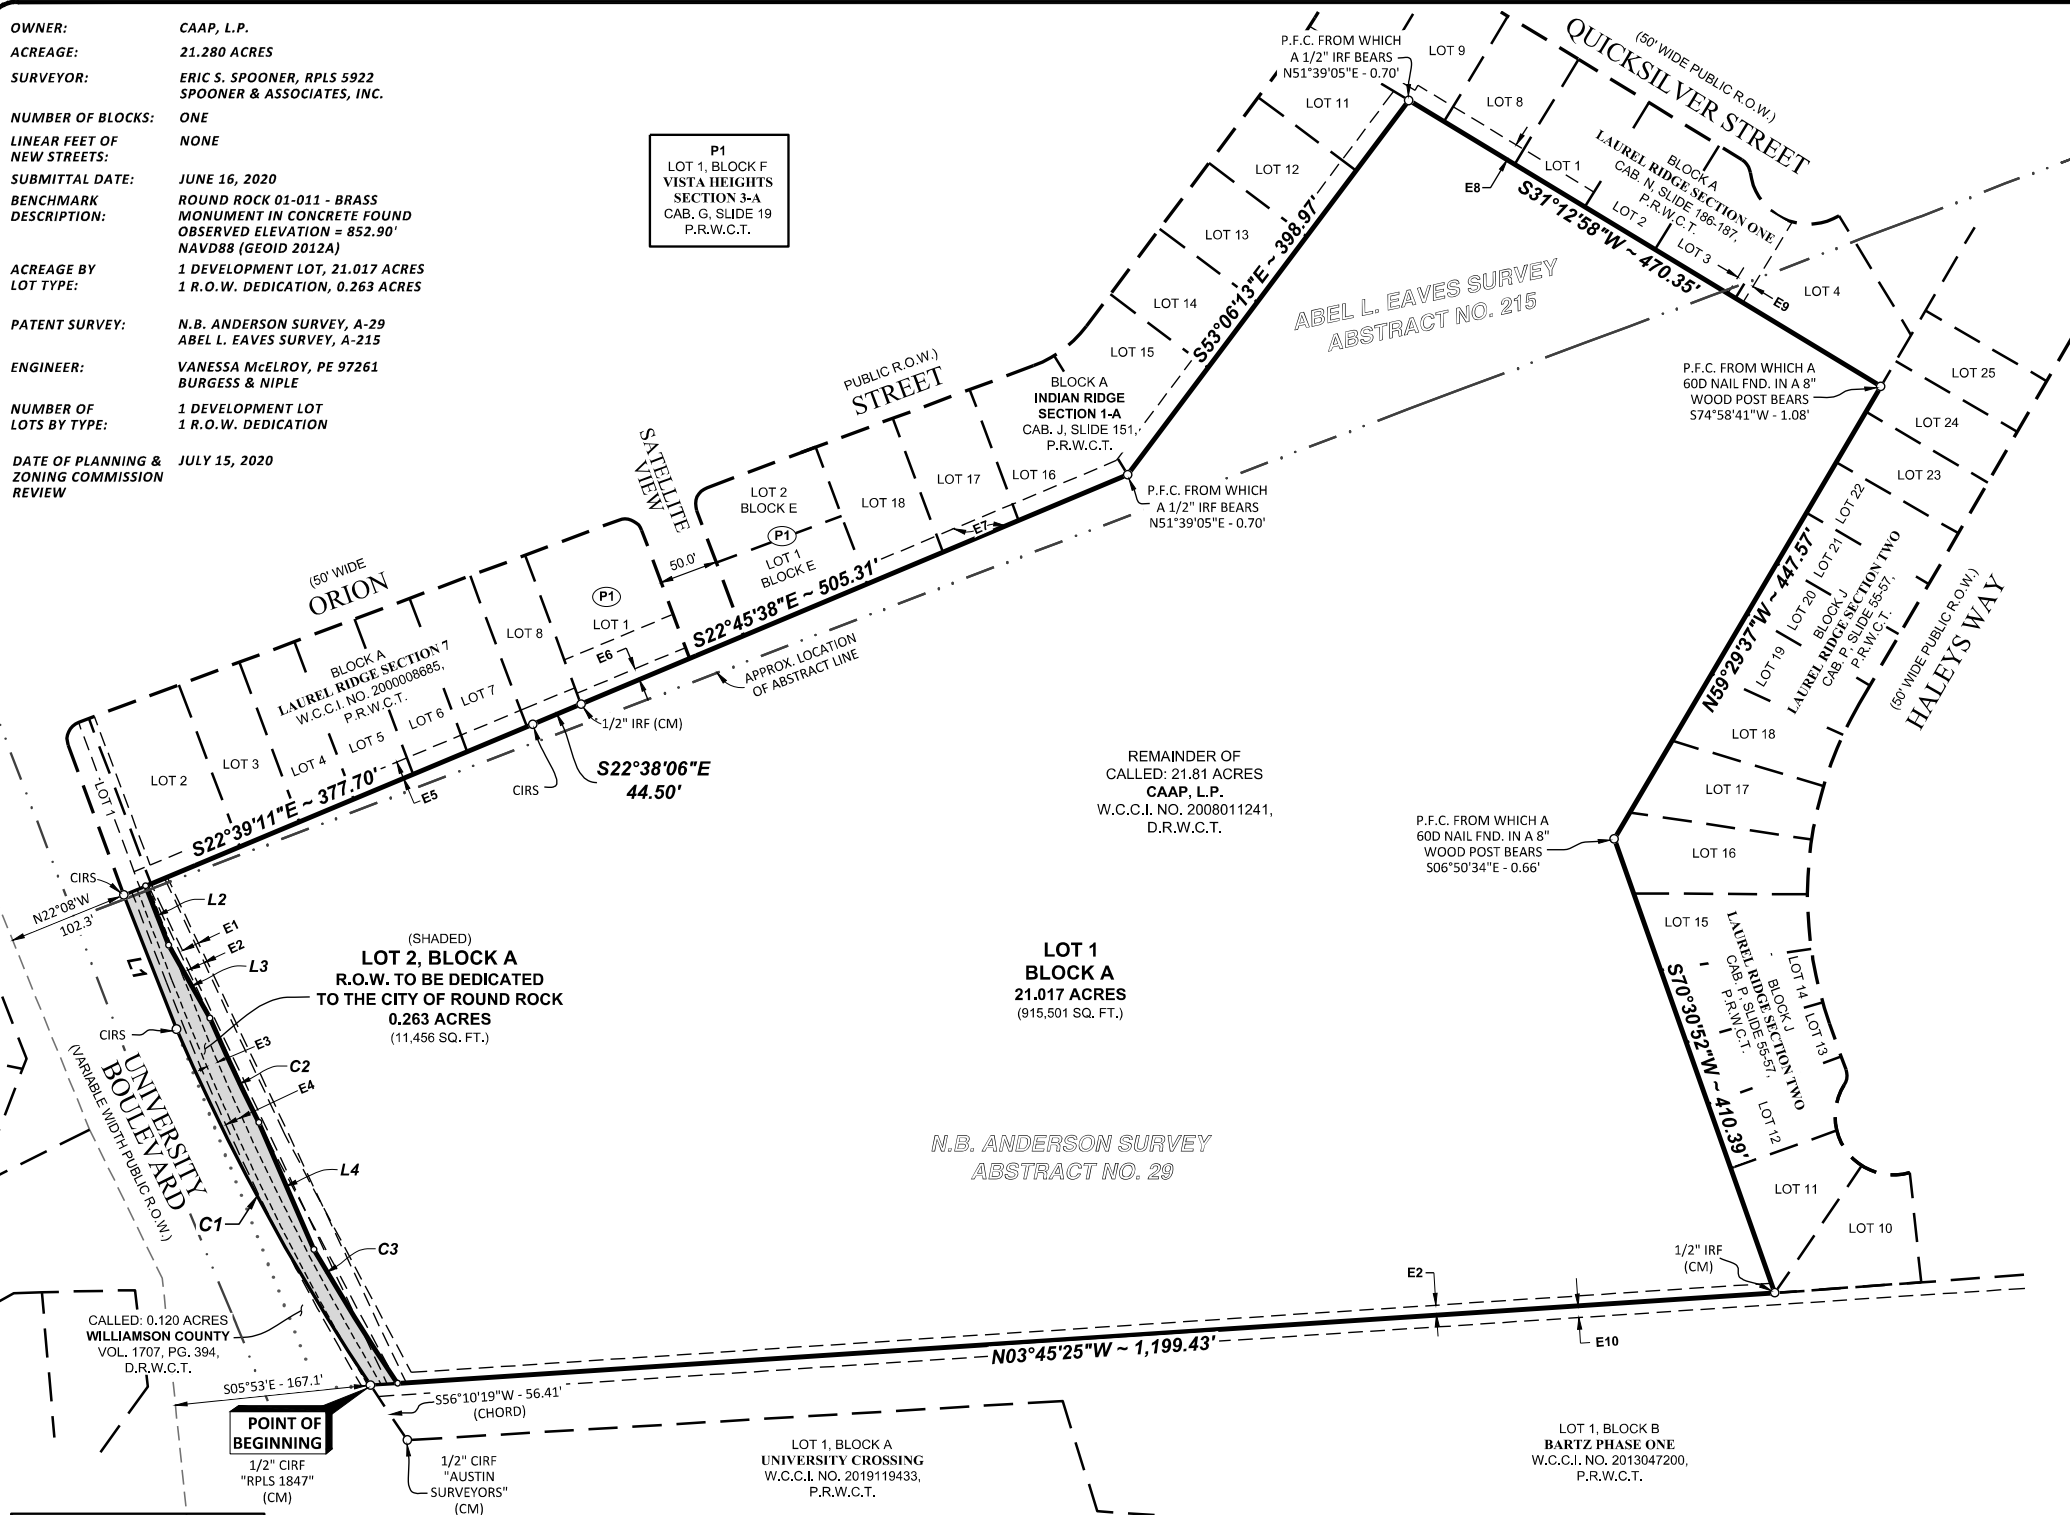 OWNER: CAAP, L.P.
ACREAGE: 21.280 ACRES
SURVEYOR: ERIC S. SPOONER, RPLS 5922
SPOONER & ASSOCIATES, INC.
NUMBER OF BLOCKS: ONE
LINEAR FEET OF NONE
NEW STREETS:
SUBMITTAL DATE: JUNE 16, 2020
BENCHMARK ROUND ROCK 01-011 - BRASS
DESCRIPTION: MONUMENT IN CONCRETE FOUND
OBSERVED ELEVATION = 852.90'
NAVD88 (GEOID 2012A)
ACREAGE BY 1 DEVELOPMENT LOT, 21.017 ACRES
LOT TYPE: 1 R.O.W. DEDICATION, 0.263 ACRES
PATENT SURVEY: N.B. ANDERSON SURVEY, A-29
ABEL L. EAVES SURVEY, A-215
ENGINEER: VANESSA McELROY, PE 97261
BURGESS & NIPLE
NUMBER OF 1 DEVELOPMENT LOT
LOTS BY TYPE: 1 R.O.W. DEDICATION
DATE OF PLANNING & JULY 15, 2020
ZONING COMMISSION
REVIEW
P1
LOT 1, BLOCK F
VISTA HEIGHTS
SECTION 3-A
CAB. G, SLIDE 19
P.R.W.C.T.
P.F.C. FROM WHICH
A 1/2" IRF BEARS
N51°39'05"E - 0.70'
LOT 9
LOT 8
LOT 11
LOT 12
LOT 13
LOT 14
LOT 15
(50' WIDE PUBLIC R.O.W.)
QUICKSILVER STREET
BLOCK A
LAUREL RIDGE SECTION ONE
CAB. N, SLIDE 186-187,
P.R.W.C.T.
LOT 1
LOT 2
LOT 3
LOT 4
E8
E9
S31°12'58"W ~ 470.35'
S53°06'13"E ~ 398.97'
ABEL L. EAVES SURVEY
ABSTRACT NO. 215
PUBLIC R.O.W.)
STREET
BLOCK A
INDIAN RIDGE
SECTION 1-A
CAB. J, SLIDE 151,
P.R.W.C.T.
LOT 16
LOT 17
LOT 18
P.F.C. FROM WHICH
A 1/2" IRF BEARS
N51°39'05"E - 0.70'
SATELLITE
VIEW
LOT 2
BLOCK E
P1
LOT 1
BLOCK E
50.0'
E7
S22°45'38"E ~ 505.31'
(50' WIDE
ORION
P1
LOT 1
E6
LOT 8
BLOCK A
LAUREL RIDGE SECTION 7
W.C.C.I. NO. 2000008685,
P.R.W.C.T.
LOT 7
LOT 6
LOT 5
LOT 4
LOT 3
LOT 2
LOT 1
APPROX. LOCATION
OF ABSTRACT LINE
1/2" IRF (CM)
CIRS
S22°38'06"E
44.50'
E5
S22°39'11"E ~ 377.70'
P.F.C. FROM WHICH A
60D NAIL FND. IN A 8"
WOOD POST BEARS
S74°58'41"W - 1.08'
LOT 25
LOT 24
LOT 23
LOT 22
LOT 21
LOT 20
LOT 19
LOT 18
LOT 17
LOT 16
BLOCK J
LAUREL RIDGE SECTION TWO
CAB. P, SLIDE 55-57,
P.R.W.C.T.
(50' WIDE PUBLIC R.O.W.)
HALEYS WAY
N59°29'37"W ~ 447.57'
REMAINDER OF
CALLED: 21.81 ACRES
CAAP, L.P.
W.C.C.I. NO. 2008011241,
D.R.W.C.T.
P.F.C. FROM WHICH A
60D NAIL FND. IN A 8"
WOOD POST BEARS
S06°50'34"E - 0.66'
CIRS
N22°08'W
102.3'
L2
E1
E2
L3
L1
(SHADED)
LOT 2, BLOCK A
R.O.W. TO BE DEDICATED
TO THE CITY OF ROUND ROCK
0.263 ACRES
(11,456 SQ. FT.)
LOT 1
BLOCK A
21.017 ACRES
(915,501 SQ. FT.)
LOT 15
BLOCK J
LAUREL RIDGE SECTION TWO
CAB. P, SLIDE 55-57,
P.R.W.C.T.
LOT 14
LOT 13
LOT 12
LOT 11
LOT 10
S70°30'52"W ~ 410.39'
CIRS
E3
C2
E4
UNIVERSITY
BOULEVARD
(VARIABLE WIDTH PUBLIC R.O.W.)
L4
C1
C3
N.B. ANDERSON SURVEY
ABSTRACT NO. 29
1/2" IRF
(CM)
E2
E10
N03°45'25"W ~ 1,199.43'
CALLED: 0.120 ACRES
WILLIAMSON COUNTY
VOL. 1707, PG. 394,
D.R.W.C.T.
S05°53'E - 167.1'
S56°10'19"W - 56.41'
(CHORD)
POINT OF
BEGINNING
1/2" CIRF
"RPLS 1847"
(CM)
1/2" CIRF
"AUSTIN
SURVEYORS"
(CM)
LOT 1, BLOCK A
UNIVERSITY CROSSING
W.C.C.I. NO. 2019119433,
P.R.W.C.T.
LOT 1, BLOCK B
BARTZ PHASE ONE
W.C.C.I. NO. 2013047200,
P.R.W.C.T.